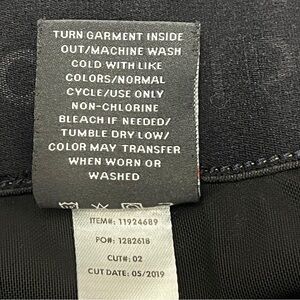 TURN GARMENT INSIDE
OUT/MACHINE WASH
COLD WITH LIKE
COLORS/NORMAL
CYCLE/USE ONLY
NON-CHLORINE
BLEACH IF NEEDED/
TUMBLE DRY LOW/
COLOR MAY TRANSFER
WHEN WORN OR
WASHED
ITEM#: 11924689
PO#: 1282618
CUT#: 02
CUT DATE: 05/2019